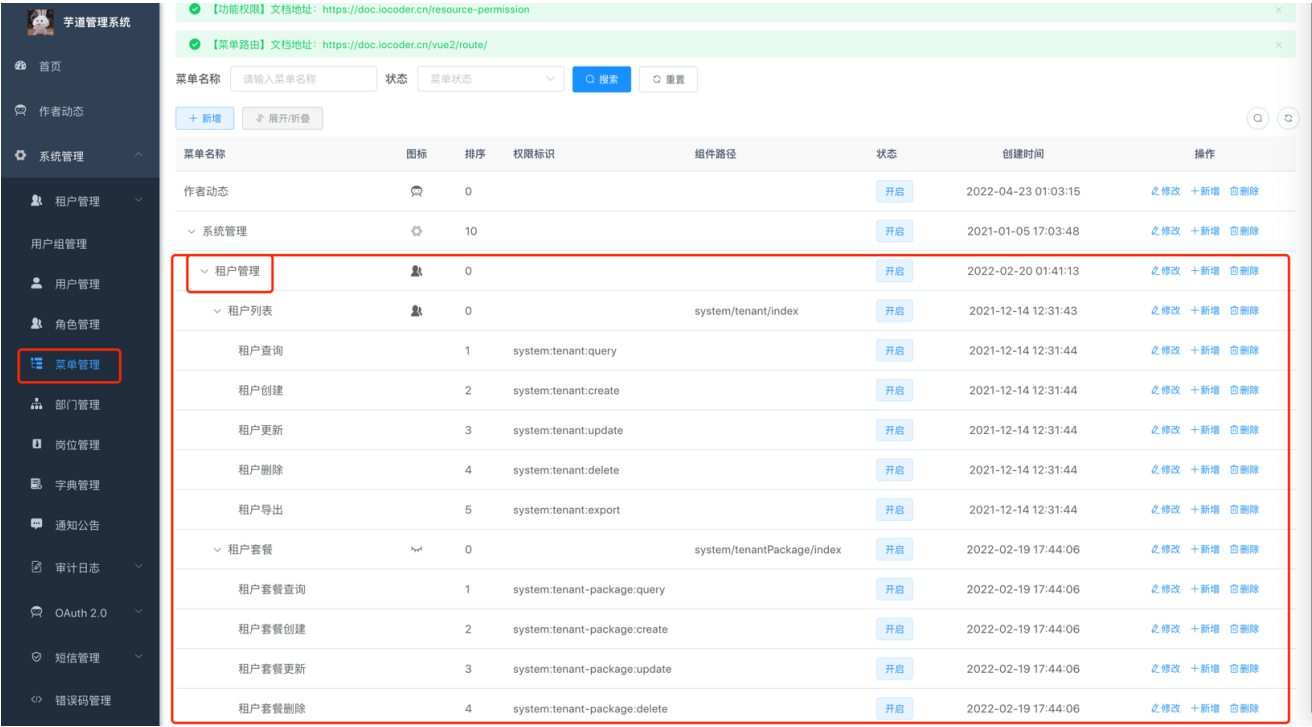 芋道管理系统
首页
作者动态
系统管理
租户管理
用户组管理
用户管理
角色管理
菜单管理
部门管理
岗位管理
字典管理
通知公告
审计日志
OAuth 2.0
短信管理
错误码管理
【功能权限】文档地址：https://doc.iocoder.cn/resource-permission
【菜单路由】文档地址：https://doc.iocoder.cn/vue2/route/
菜单名称 请输入菜单名称 状态 菜单状态 搜索 重置
新增 展开/折叠
菜单名称 图标 排序 权限标识 组件路径 状态 创建时间 操作
作者动态 0 开启 2022-04-23 01:03:15 修改 新增 删除
系统管理 10 开启 2021-01-05 17:03:48 修改 新增 删除
租户管理 0 开启 2022-02-20 01:41:13 修改 新增 删除
租户列表 0 system/tenant/index 开启 2021-12-14 12:31:43 修改 新增 删除
租户查询 1 system:tenant:query 开启 2021-12-14 12:31:44 修改 新增 删除
租户创建 2 system:tenant:create 开启 2021-12-14 12:31:44 修改 新增 删除
租户更新 3 system:tenant:update 开启 2021-12-14 12:31:44 修改 新增 删除
租户删除 4 system:tenant:delete 开启 2021-12-14 12:31:44 修改 新增 删除
租户导出 5 system:tenant:export 开启 2021-12-14 12:31:44 修改 新增 删除
租户套餐 0 system/tenantPackage/index 开启 2022-02-19 17:44:06 修改 新增 删除
租户套餐查询 1 system:tenant-package:query 开启 2022-02-19 17:44:06 修改 新增 删除
租户套餐创建 2 system:tenant-package:create 开启 2022-02-19 17:44:06 修改 新增 删除
租户套餐更新 3 system:tenant-package:update 开启 2022-02-19 17:44:06 修改 新增 删除
租户套餐删除 4 system:tenant-package:delete 开启 2022-02-19 17:44:06 修改 新增 删除